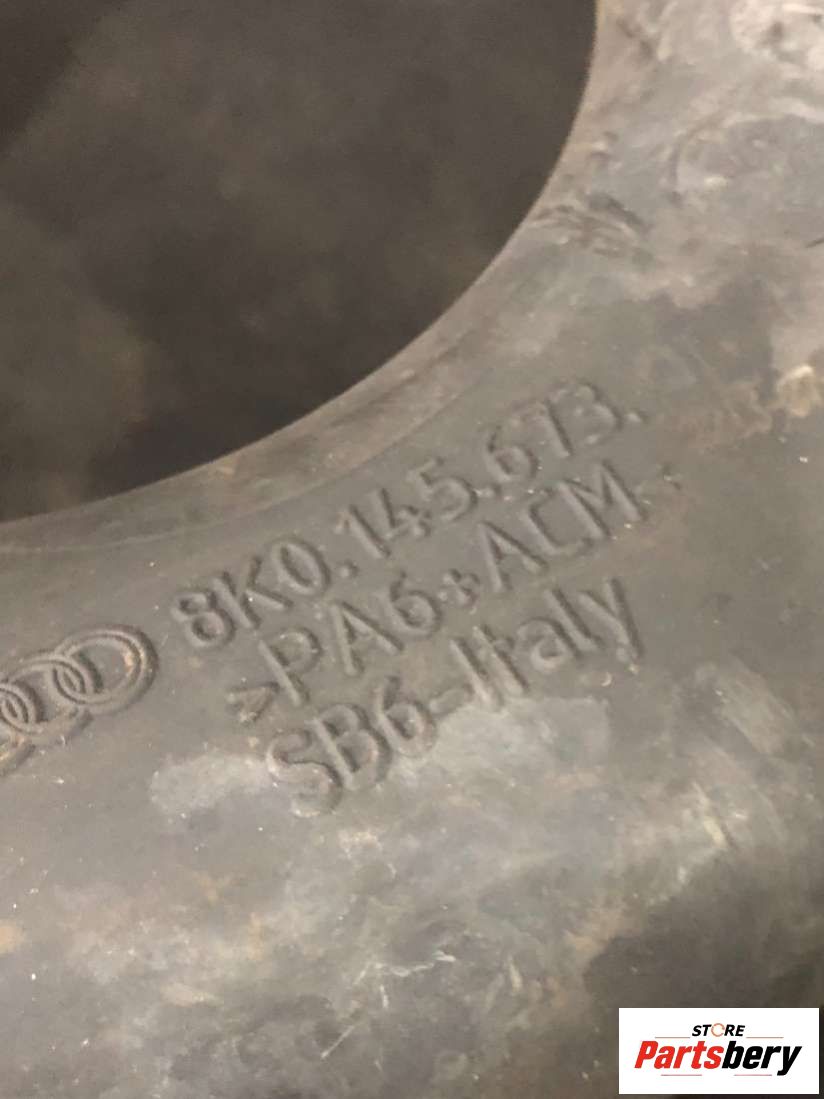 8K0.145.673.
>PA6+ACM
SB6-Italy
STORE
Partsbery